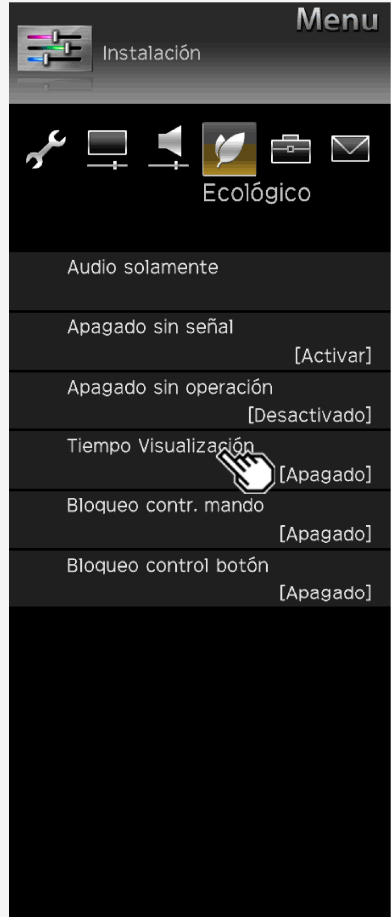 Menu
Instalación
Ecológico
Audio solamente
Apagado sin señal
[Activar]
Apagado sin operación
[Desactivado]
Tiempo Visualización
[Apagado]
Bloqueo contr. mando
[Apagado]
Bloqueo control botón
[Apagado]